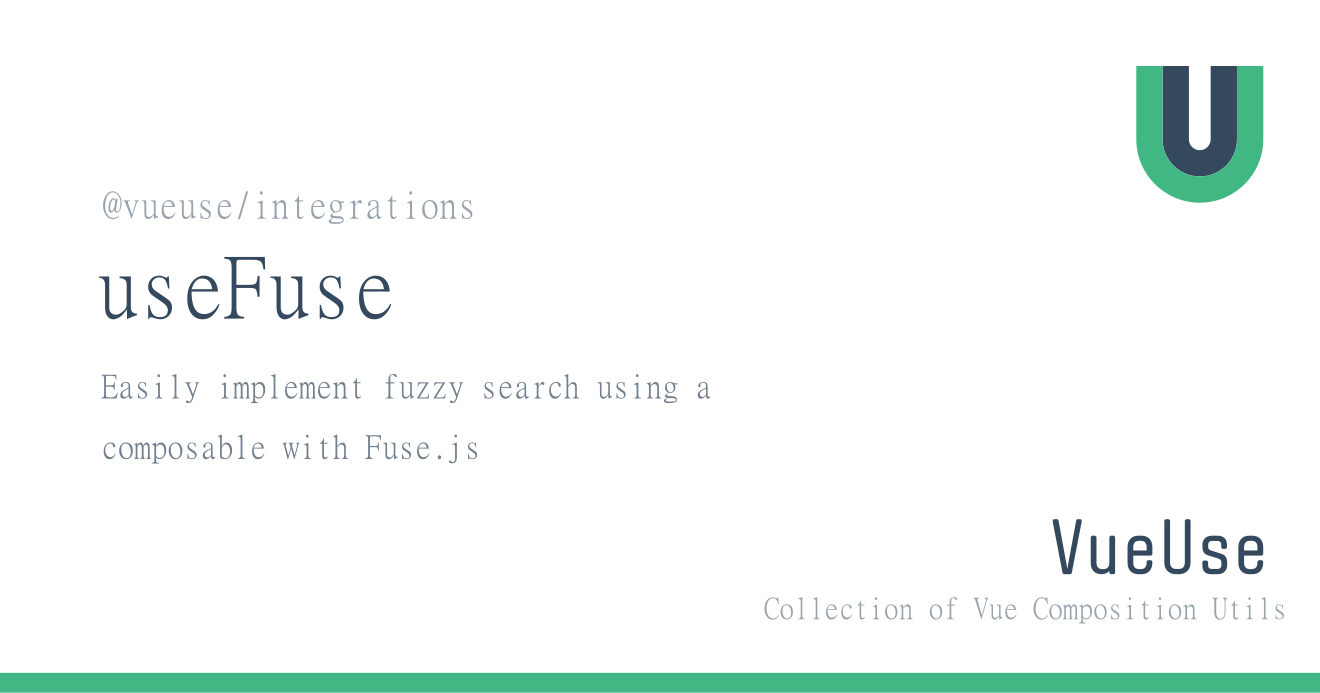 @vueuse/integrations
useFuse
Easily implement fuzzy search using a
composable with Fuse.js
VueUse
Collection of Vue Composition Utils